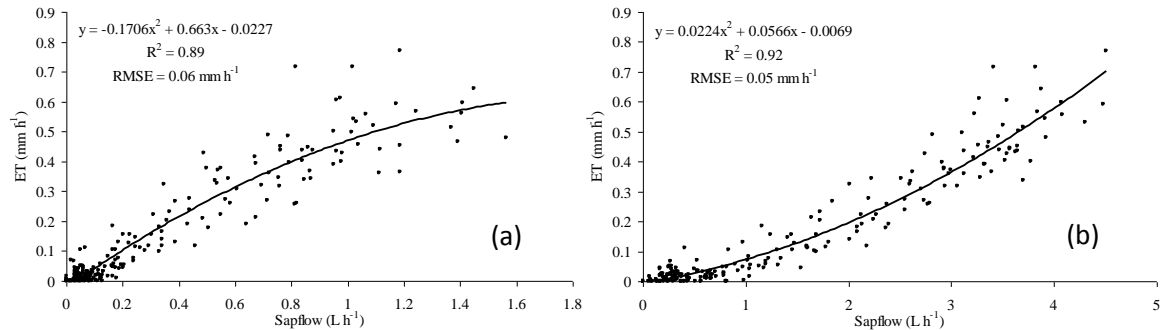 y = -0.1706x² + 0.663x - 0.0227
R² = 0.89
RMSE = 0.06 mm h⁻¹
ET (mm h⁻¹)
0.9
0.8
0.7
0.6
0.5
0.4
0.3
0.2
0.1
0
0 0.2 0.4 0.6 0.8 1 1.2 1.4 1.6 1.8
Sapflow (L h⁻¹)
(a)
y = 0.0224x² + 0.0566x - 0.0069
R² = 0.92
RMSE = 0.05 mm h⁻¹
ET (mm h⁻¹)
0.9
0.8
0.7
0.6
0.5
0.4
0.3
0.2
0.1
0
0 1 2 3 4 5
Sapflow (L h⁻¹)
(b)